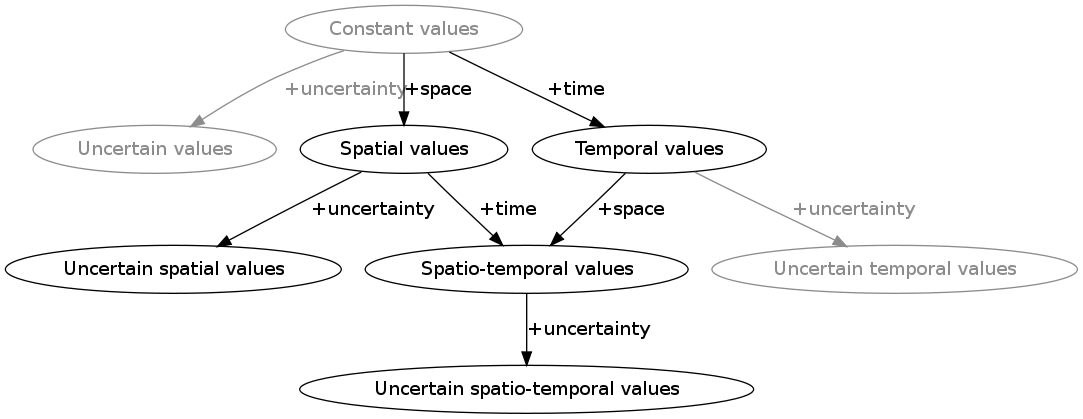 Constant values
+uncertainty
+space
+time
Uncertain values
Spatial values
Temporal values
+uncertainty
+time
+space
+uncertainty
Uncertain spatial values
Spatio-temporal values
Uncertain temporal values
+uncertainty
Uncertain spatio-temporal values